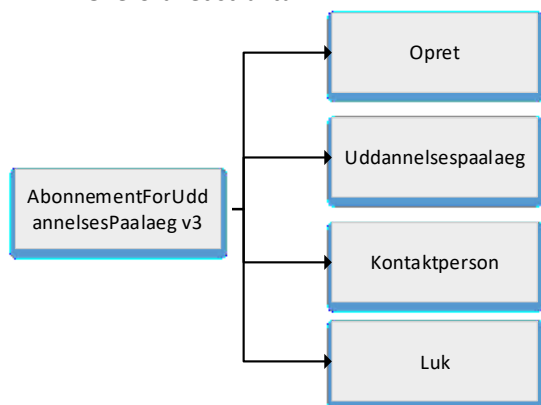 AbonnementForUdd
annelsesPaalaeg v3
Opret
Uddannelsespaalaeg
Kontaktperson
Luk